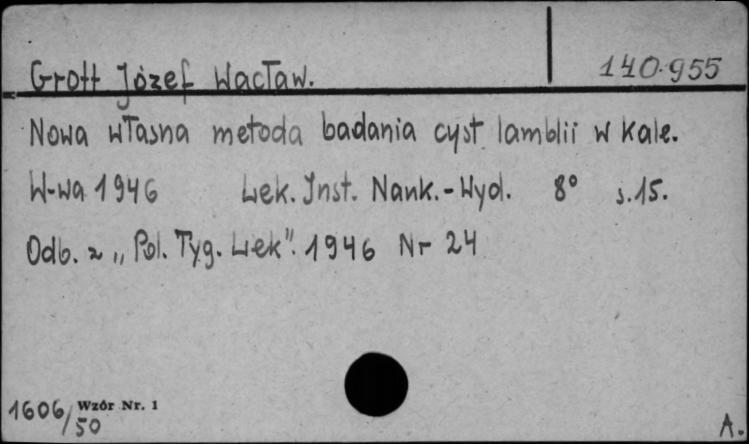 140.955
Grott Józef Wacław.
Nowa własna metoda badania cyst lamblii w kale.
W-wa 1946 Lek. Inst. Nauk.-Wyd. 8° s.15.
Odb. z „Pol. Tyg. Lek". 1946 Nr 24
1606/50 Wzór Nr. 1
A.